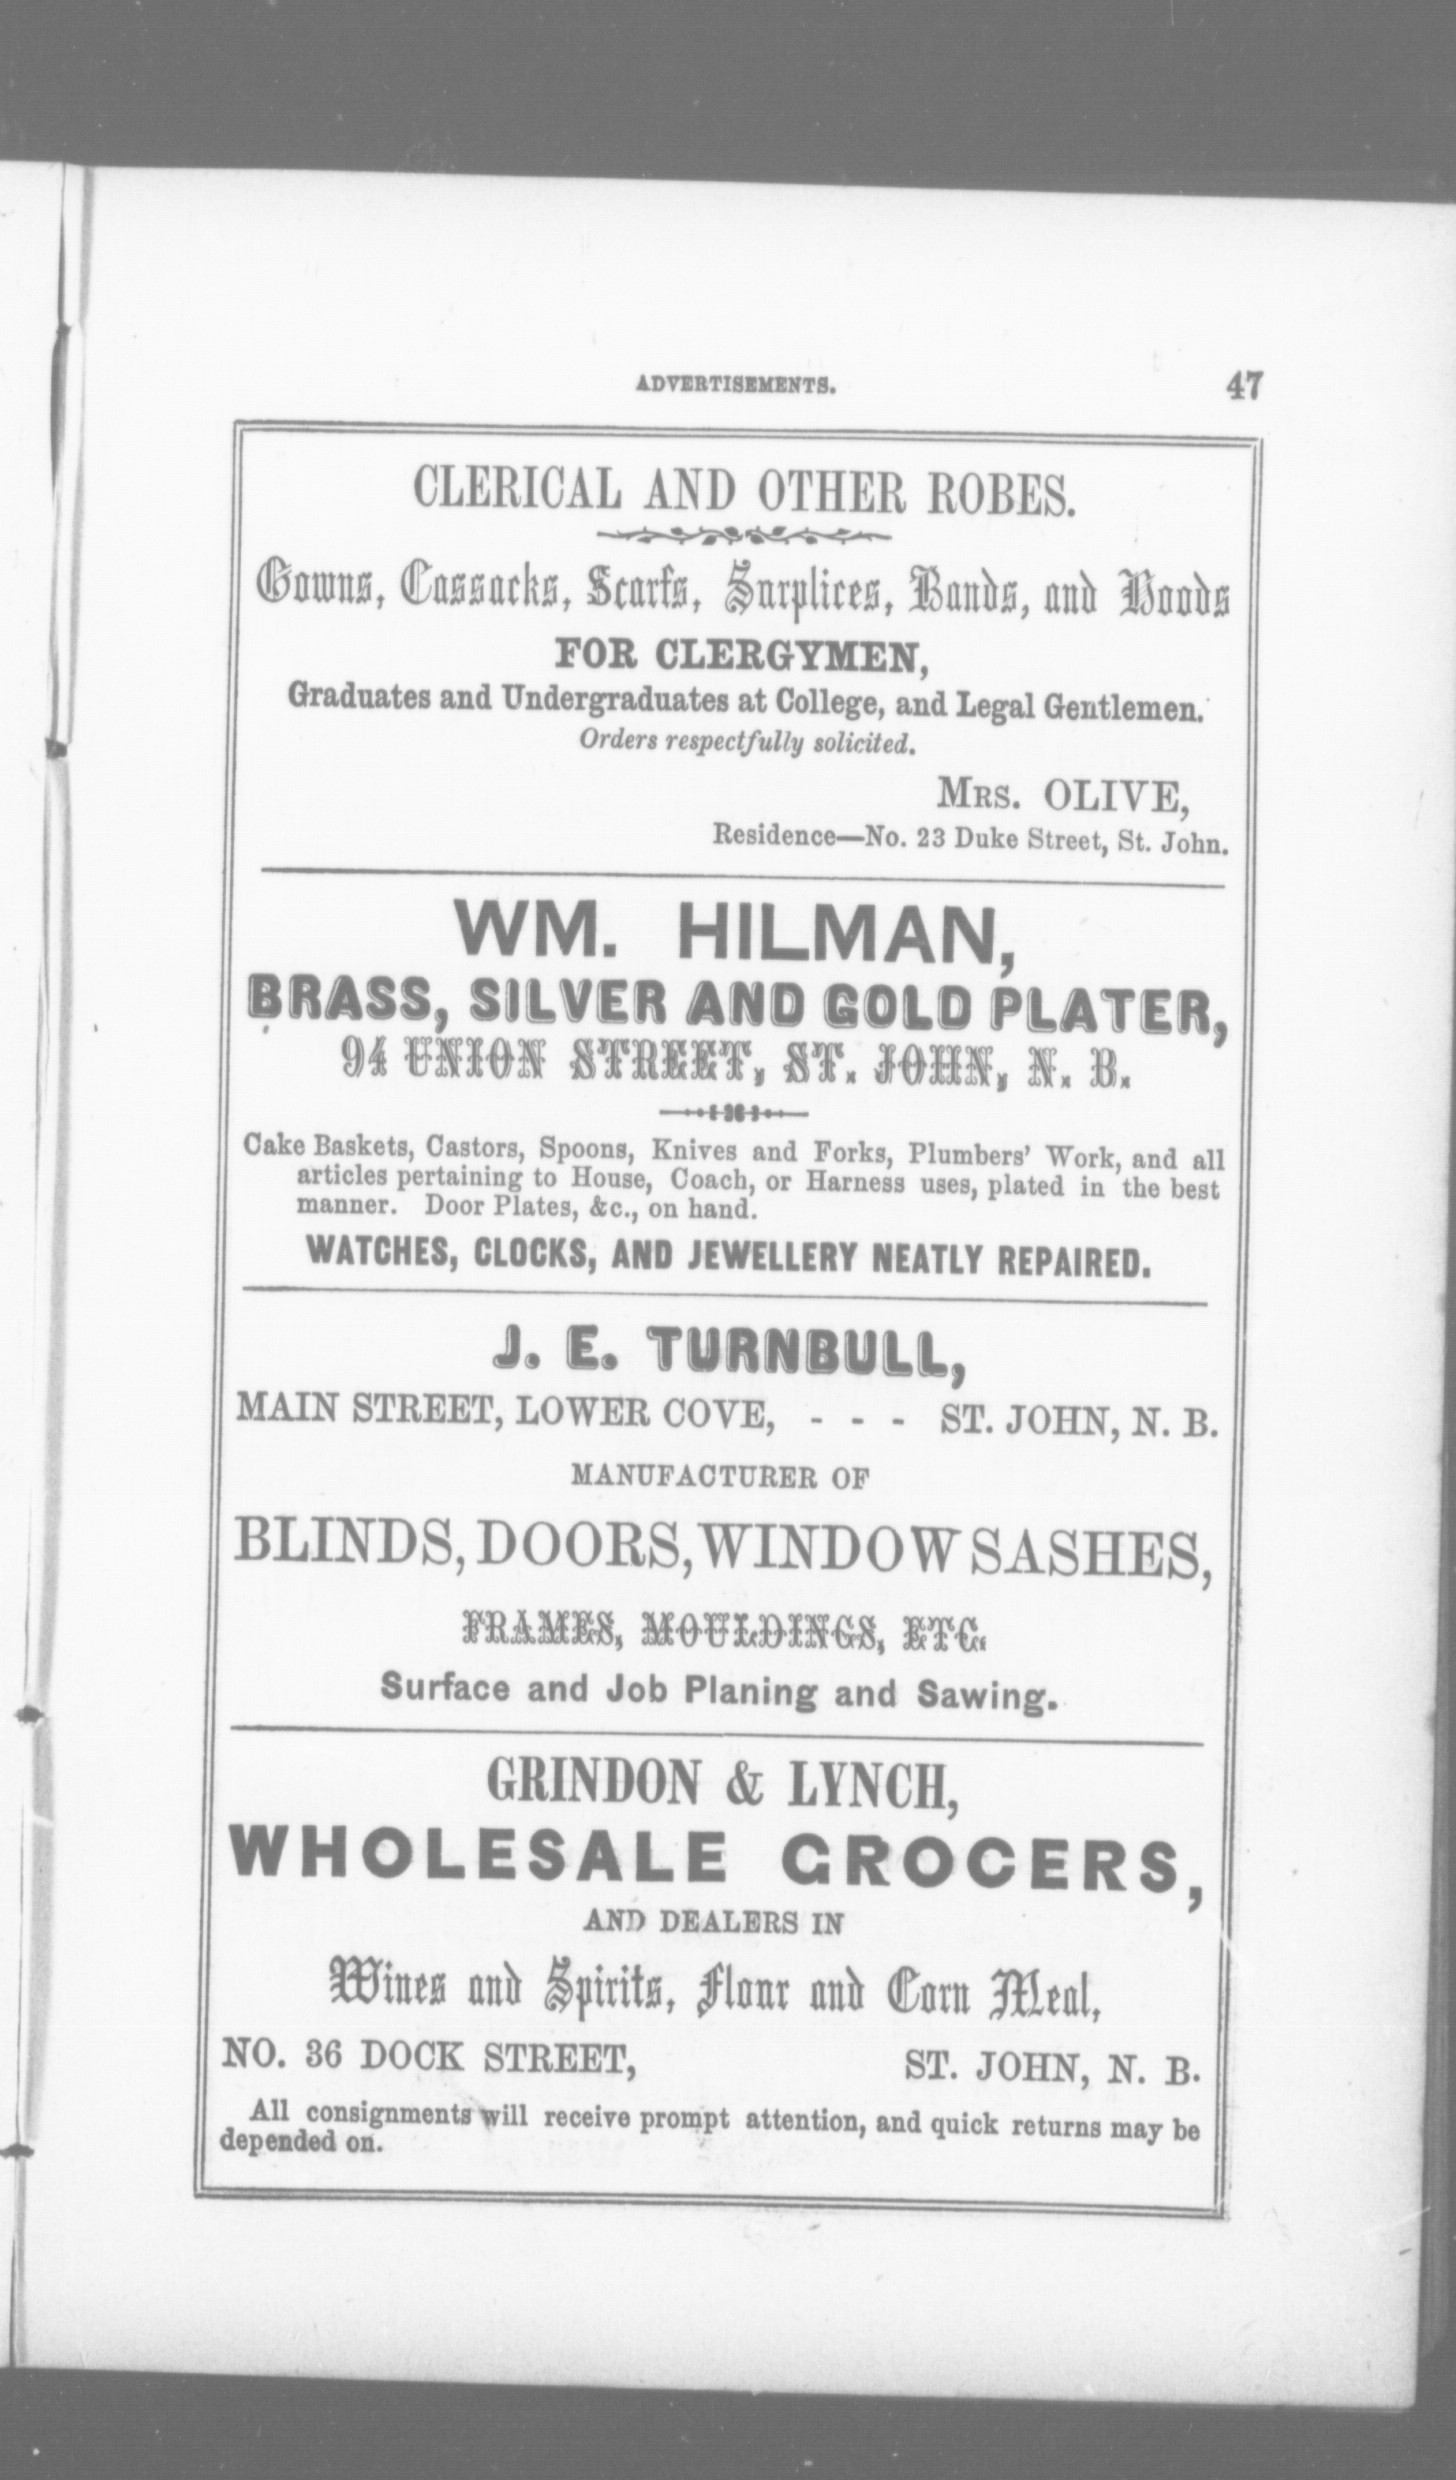 ADVERTISEMENTS. 47
CLERICAL AND OTHER ROBES.
Gowns, Cassacks, Scarfs, Surplices, Bands, and Hoods
FOR CLERGYMEN,
Graduates and Undergraduates at College, and Legal Gentlemen.
Orders respectfully solicited.
MRS. OLIVE,
Residence—No. 23 Duke Street, St. John.
WM. HILMAN,
BRASS, SILVER AND GOLD PLATER,
94 UNION STREET, ST. JOHN, N. B.
Cake Baskets, Castors, Spoons, Knives and Forks, Plumbers' Work, and all
articles pertaining to House, Coach, or Harness uses, plated in the best
manner. Door Plates, &c., on hand.
WATCHES, CLOCKS, AND JEWELLERY NEATLY REPAIRED.
J. E. TURNBULL,
MAIN STREET, LOWER COVE, - - - ST. JOHN, N. B.
MANUFACTURER OF
BLINDS, DOORS, WINDOW SASHES,
FRAMES, MOULDINGS, ETC.
Surface and Job Planing and Sawing.
GRINDON & LYNCH,
WHOLESALE GROCERS,
AND DEALERS IN
Wines and Spirits, Flour and Corn Meal,
NO. 36 DOCK STREET, ST. JOHN, N. B.
All consignments will receive prompt attention, and quick returns may be
depended on.